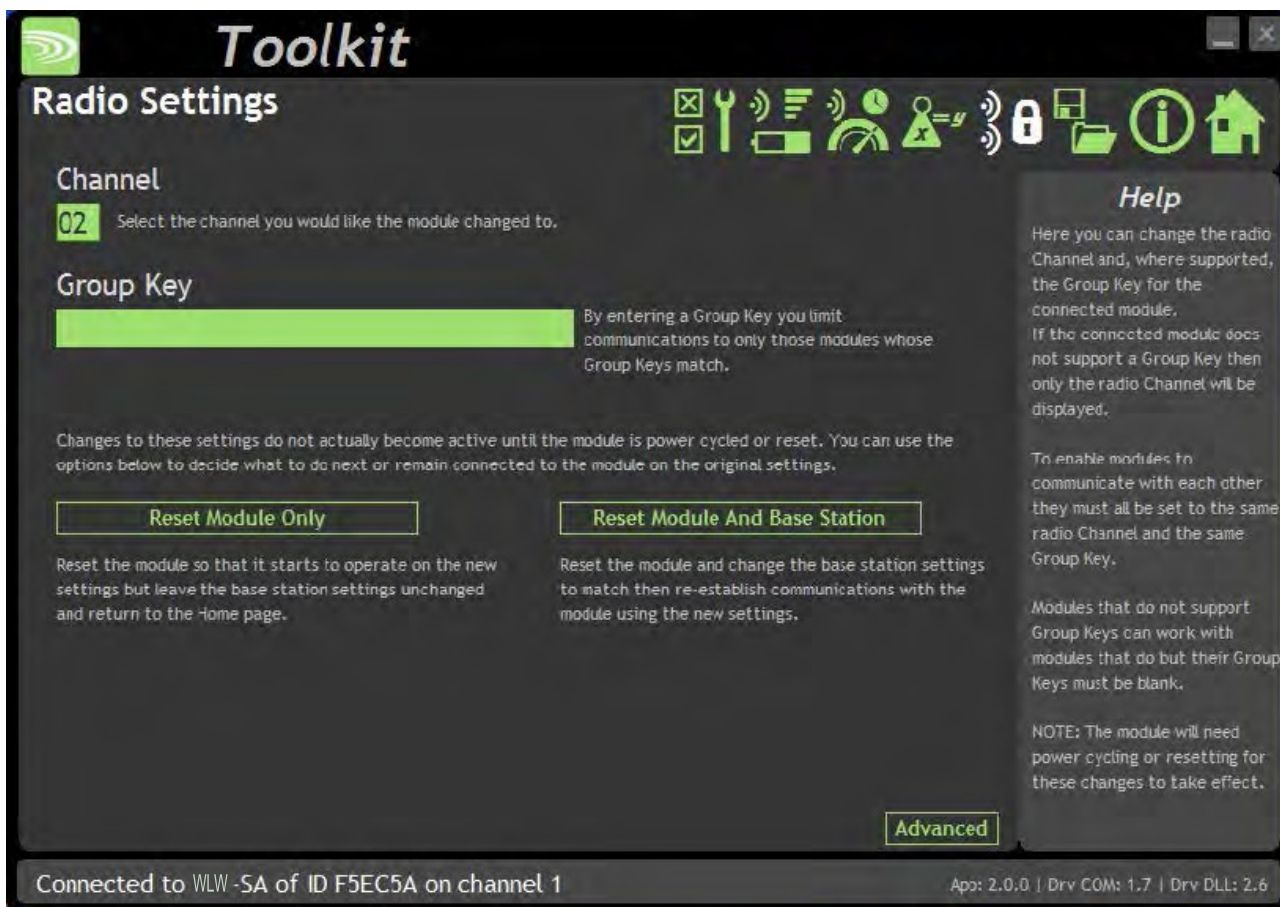 Toolkit
Radio Settings
x=y
Channel
02
Select the channel you would like the module changed to.
Group Key
By entering a Group Key you limit
communications to only those modules whose
Group Keys match.
Changes to these settings do not actually become active until the module is power cycled or reset. You can use the
options below to decide what to do next or remain connected to the module on the original settings.
Reset Module Only
Reset the module so that it starts to operate on the new
settings but leave the base station settings unchanged
and return to the Home page.
Reset Module And Base Station
Reset the module and change the base station settings
to match then re-establish communications with the
module using the new settings.
Advanced
Help
Here you can change the radio
Channel and, where supported,
the Group Key for the
connected module.
If the connected module does
not support a Group Key then
only the radio Channel will be
displayed.
To enable modules to
communicate with each other
they must all be set to the same
radio Channel and the same
Group Key.
Modules that do not support
Group Keys can work with
modules that do but their Group
Keys must be blank.
NOTE: The module will need
power cycling or resetting for
these changes to take effect.
Connected to WLW -SA of ID F5EC5A on channel 1
App: 2.0.0 | Drv COM: 1.7 | Drv DLL: 2.6